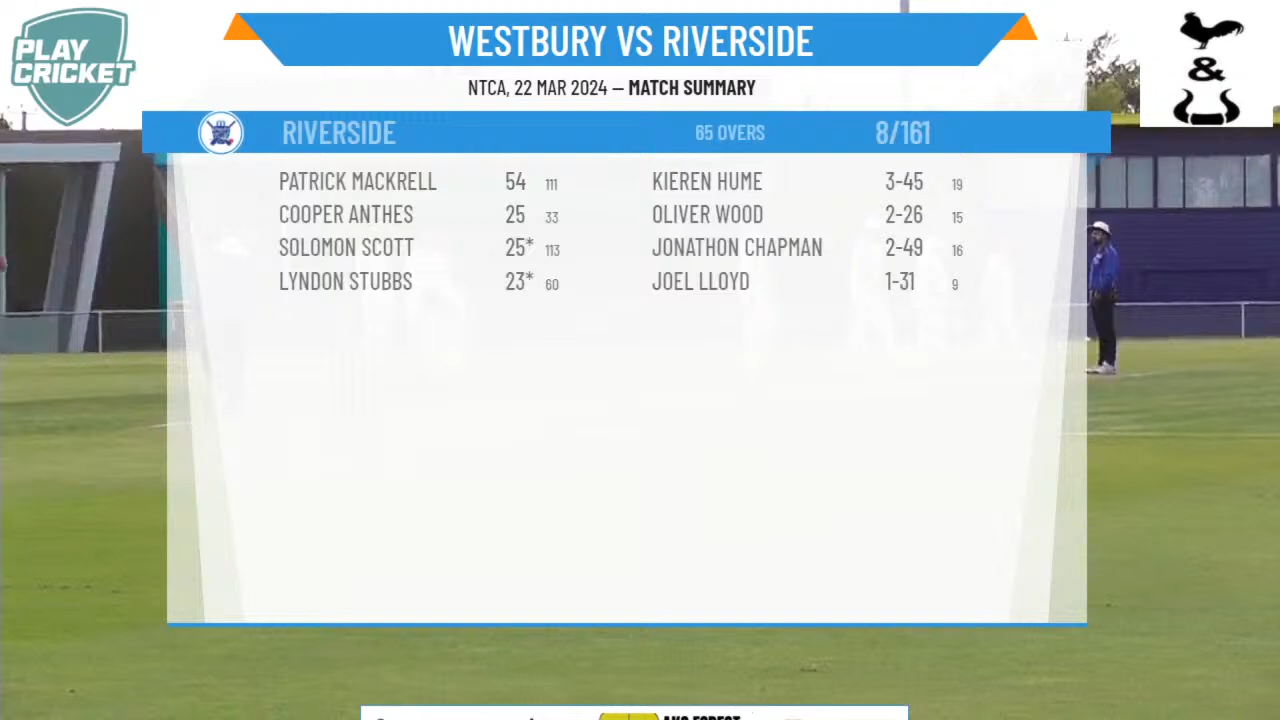 PLAY
CRICKET
WESTBURY VS RIVERSIDE
&
NTCA, 22 MAR 2024 – MATCH SUMMARY
RIVERSIDE 65 OVERS 8/161
PATRICK MACKRELL 54 111 KIEREN HUME 3-45 19
COOPER ANTHES 25 33 OLIVER WOOD 2-26 15
SOLOMON SCOTT 25* 113 JONATHON CHAPMAN 2-49 16
LYNDON STUBBS 23* 60 JOEL LLOYD 1-31 9